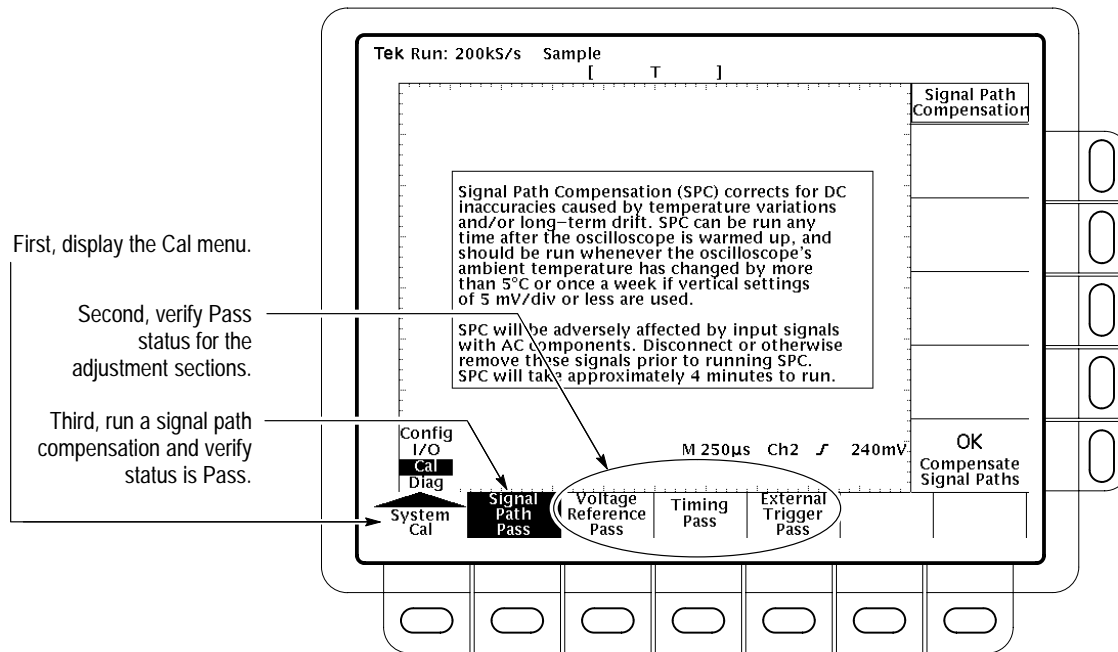 Tek Run: 200kS/s Sample
[ T ]
Signal Path
Compensation
Signal Path Compensation (SPC) corrects for DC
inaccuracies caused by temperature variations
and/or long–term drift. SPC can be run any
time after the oscilloscope is warmed up, and
should be run whenever the oscilloscope's
ambient temperature has changed by more
than 5°C or once a week if vertical settings
of 5 mV/div or less are used.
SPC will be adversely affected by input signals
with AC components. Disconnect or otherwise
remove these signals prior to running SPC.
SPC will take approximately 4 minutes to run.
First, display the Cal menu.
Second, verify Pass
status for the
adjustment sections.
Third, run a signal path
compensation and verify
status is Pass.
Config
I/O
Cal
Diag
M 250µs Ch2 ƒ 240mV
OK
Compensate
Signal Paths
System
Cal
Signal
Path
Pass
Voltage
Reference
Pass
Timing
Pass
External
Trigger
Pass